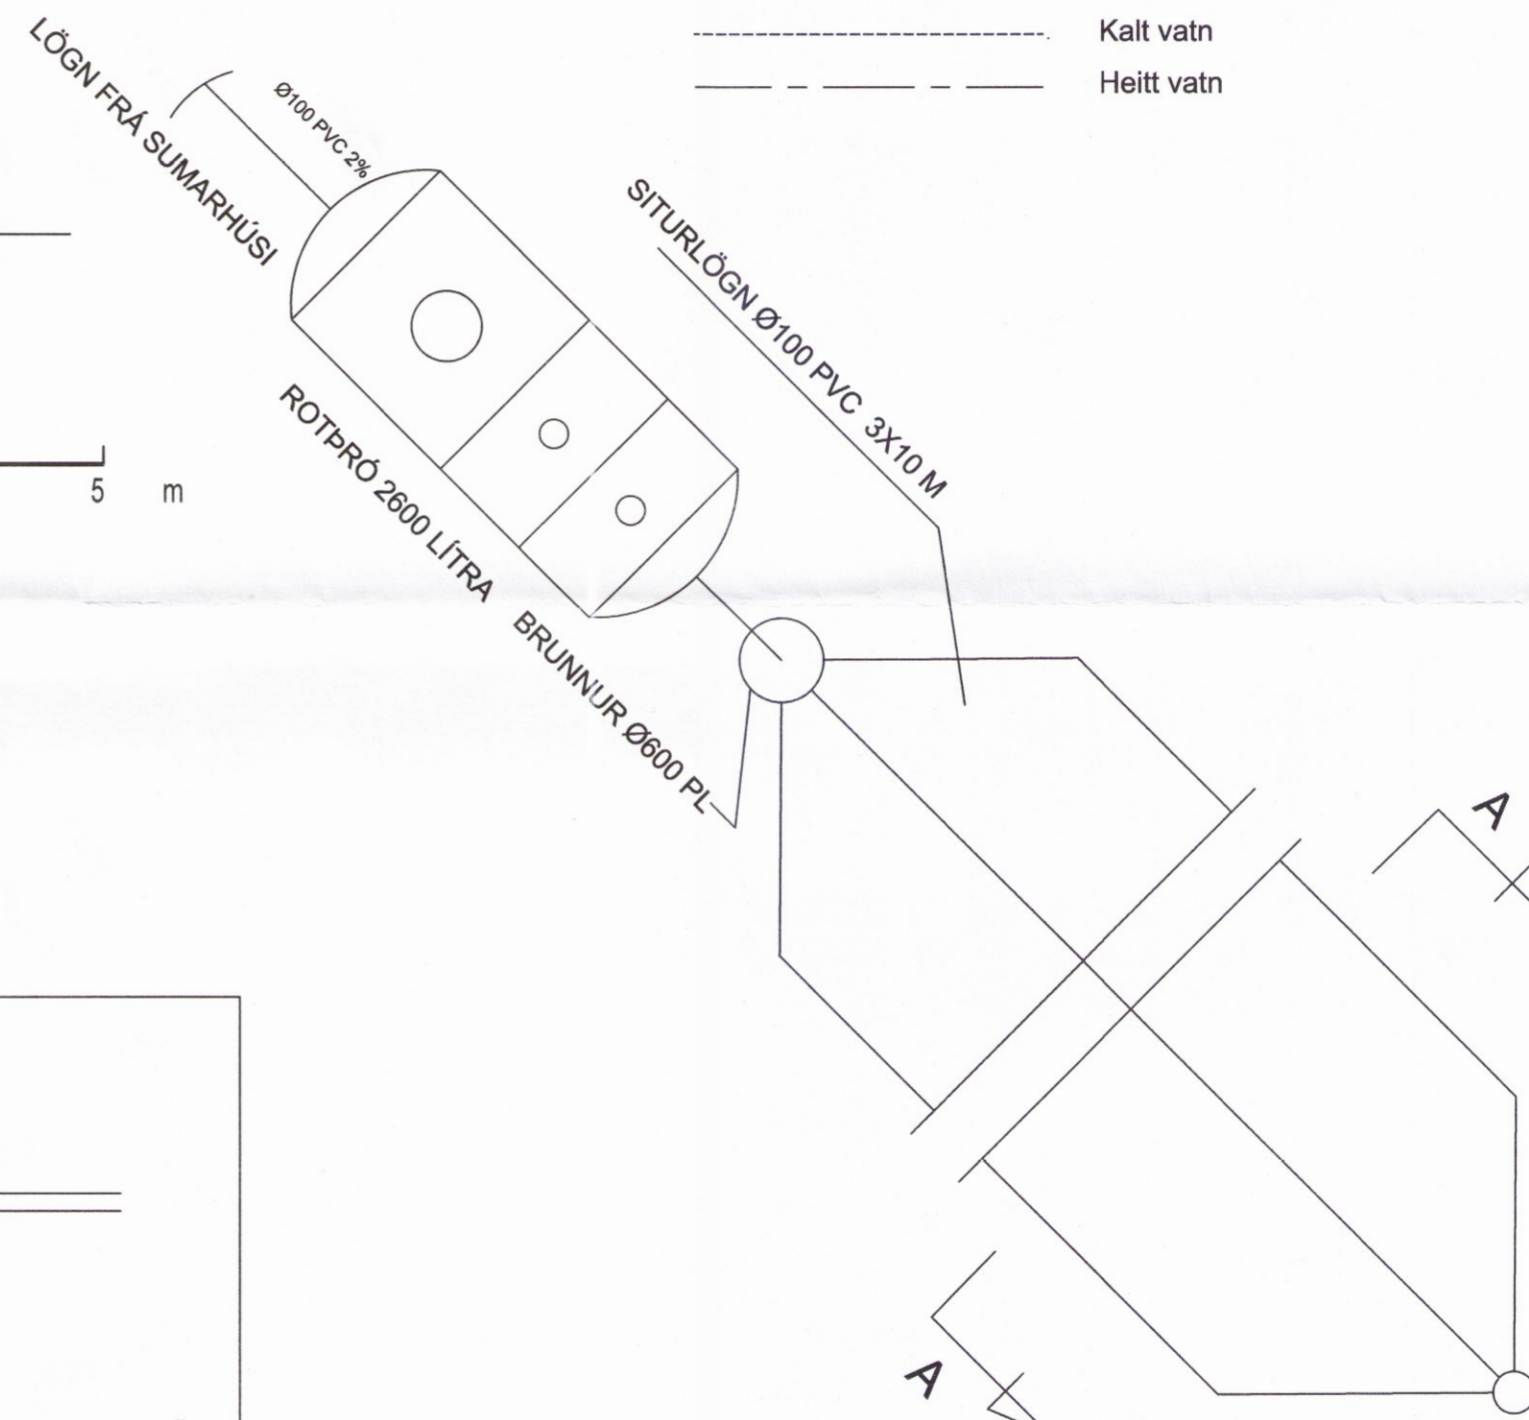 Kalt vatn
Heitt vatn
LÖGN FRÁ SUMARHÚSI
Ø100 PVC 2%
SITURLÖGN Ø100 PVC 3X10 M
ROTÞRÓ 2600 LÍTRA
5 m
BRUNNUR Ø600 PL
A
A